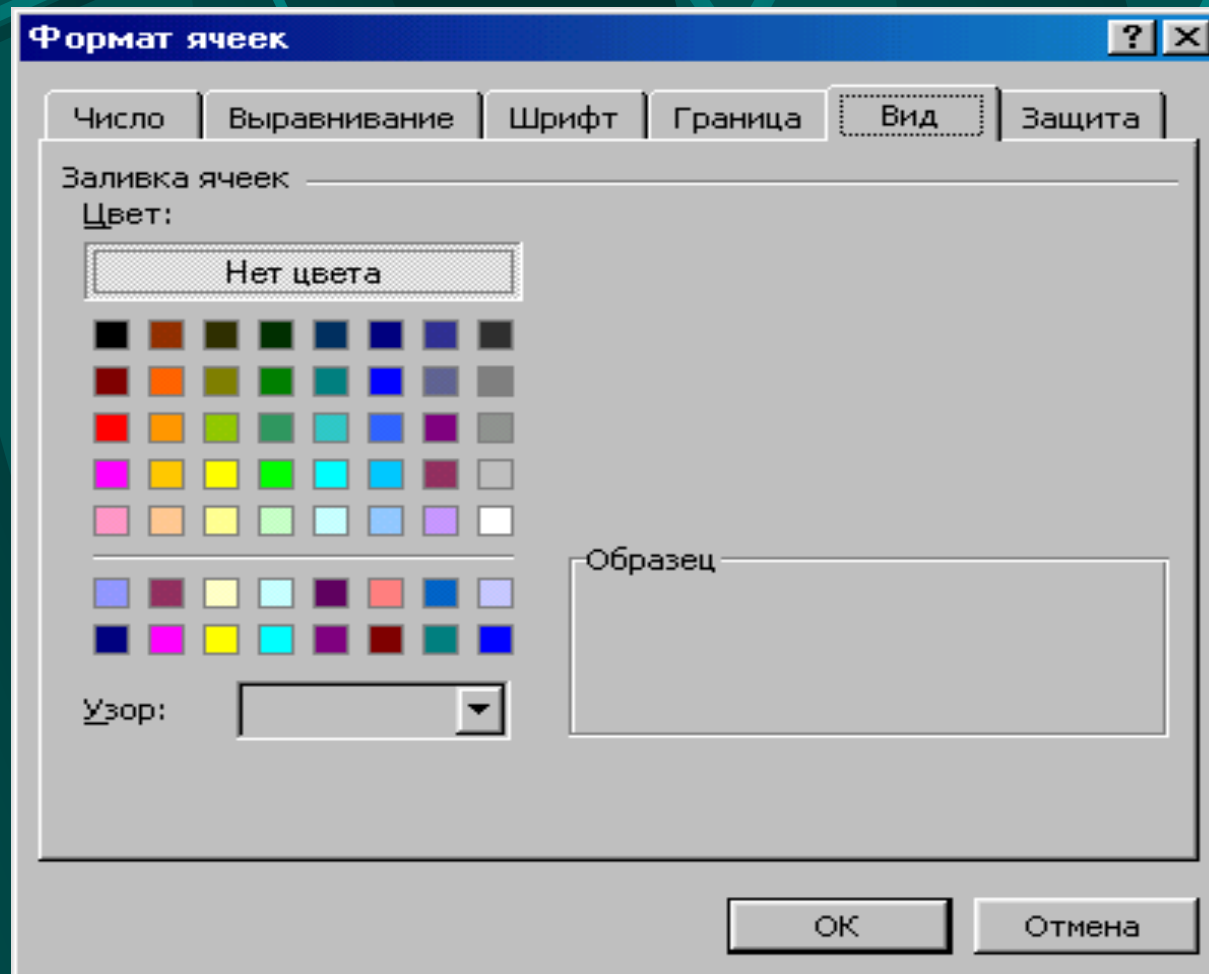 Формат ячеек
Число Выравнивание Шрифт Граница Вид Защита
Заливка ячеек
Цвет:
Нет цвета
Образец
Узор:
ОК Отмена